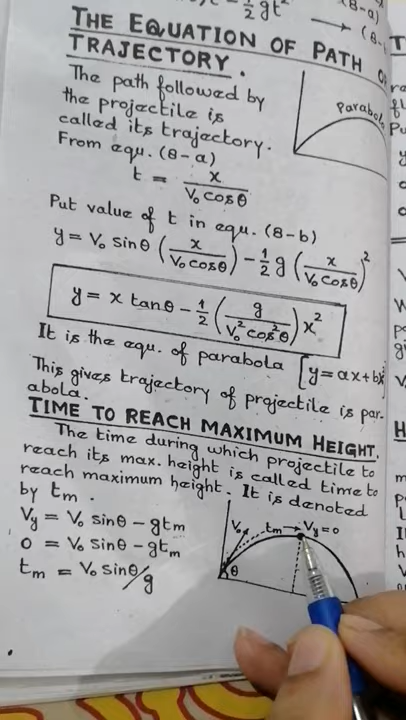 - 1/2 gt² → (8-
THE EQUATION OF PATH O
TRAJECTORY.
The path followed by
the projectile is
called its trajectory.
From equ. (8-a)
t = x / V₀ cosθ
Parabola
Put value of t in equ. (8-b)
y = V₀ sinθ (x / V₀ cosθ) - 1/2 g (x / V₀ cosθ)²
y = x tanθ - 1/2 (g / V₀² cos²θ) x²
It is the equ. of parabola [y = ax + bx²
This gives trajectory of projectile is par-
abola.
TIME TO REACH MAXIMUM HEIGHT.
The time during which projectile to
reach its max. height is called time to
reach maximum height. It is denoted
by tm.
Vy = V₀ sinθ - gtm
0 = V₀ sinθ - gtm
tm = V₀ sinθ/g
V₀
tm → Vy = 0
θ